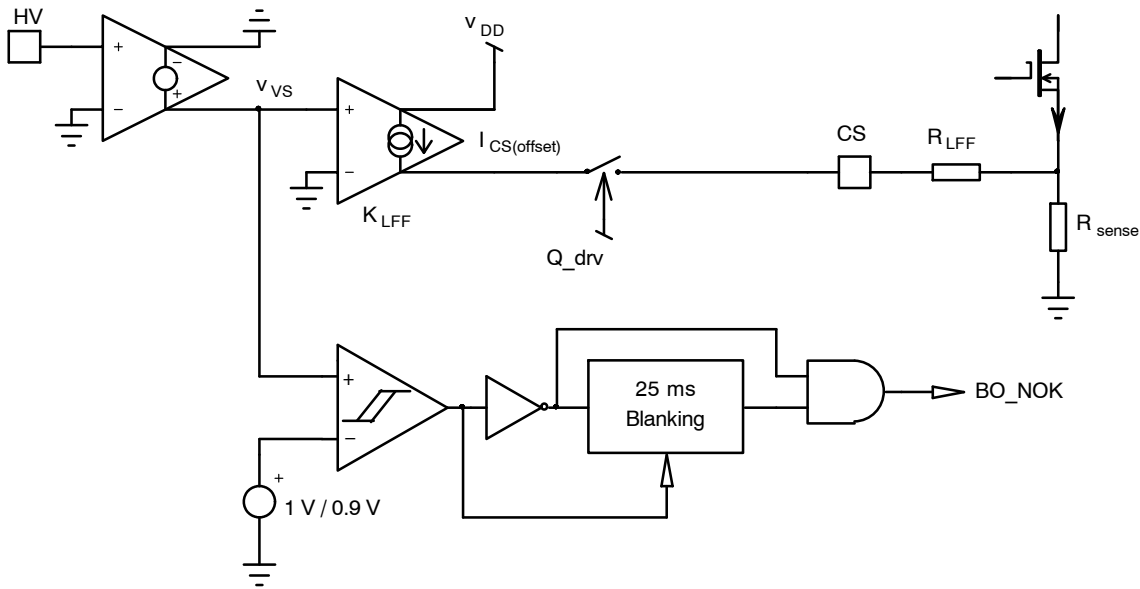 HV
v DD
+
−
+
−
v VS
+
−
I CS(offset)
K LFF
Q_drv
CS
R LFF
R sense
+
−
+
1 V / 0.9 V
25 ms
Blanking
BO_NOK